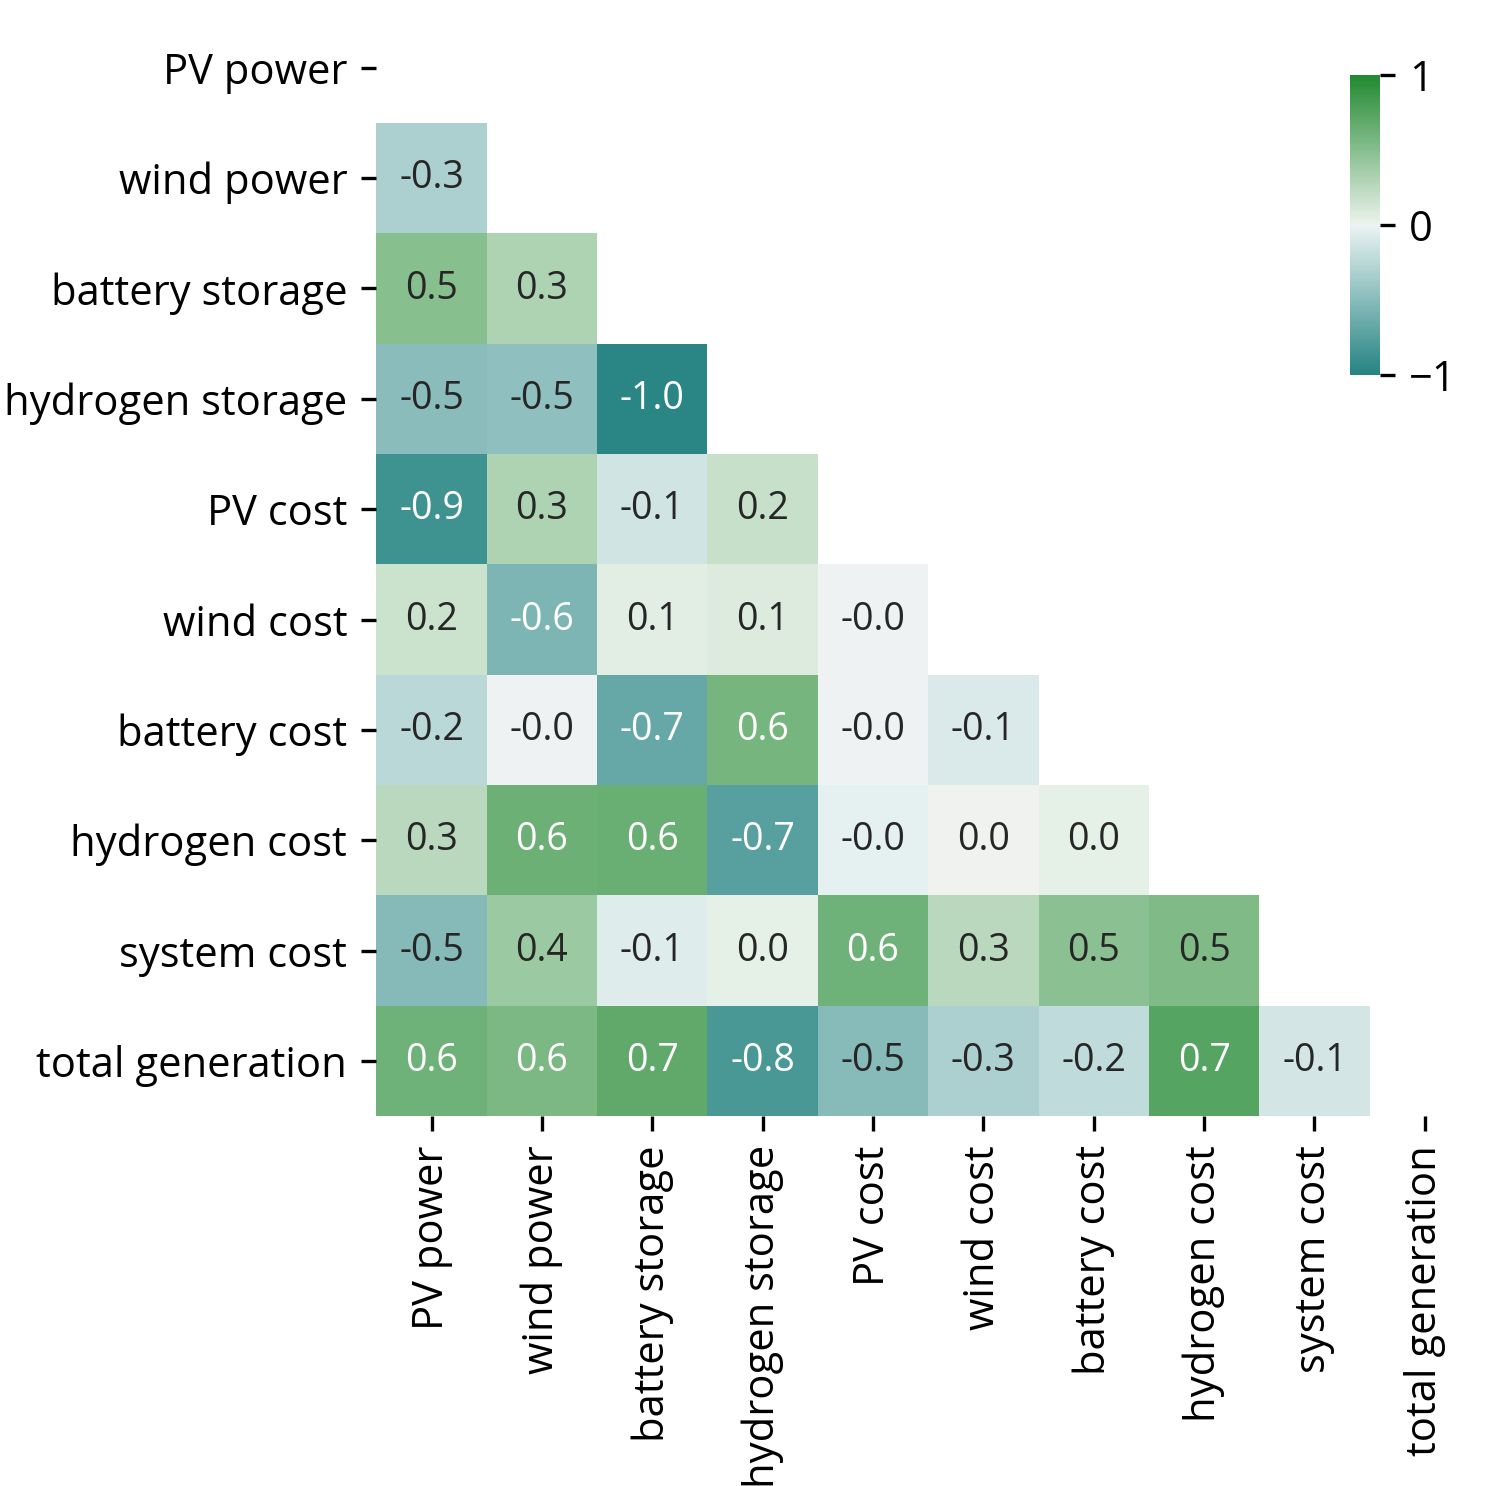 PV power
1
wind power -0.3
0
battery storage 0.5 0.3
−1
hydrogen storage -0.5 -0.5 -1.0
PV cost -0.9 0.3 -0.1 0.2
wind cost 0.2 -0.6 0.1 0.1 -0.0
battery cost -0.2 -0.0 -0.7 0.6 -0.0 -0.1
hydrogen cost 0.3 0.6 0.6 -0.7 -0.0 0.0 0.0
system cost -0.5 0.4 -0.1 0.0 0.6 0.3 0.5 0.5
total generation 0.6 0.6 0.7 -0.8 -0.5 -0.3 -0.2 0.7 -0.1
PV power
wind power
battery storage
hydrogen storage
PV cost
wind cost
battery cost
hydrogen cost
system cost
total generation